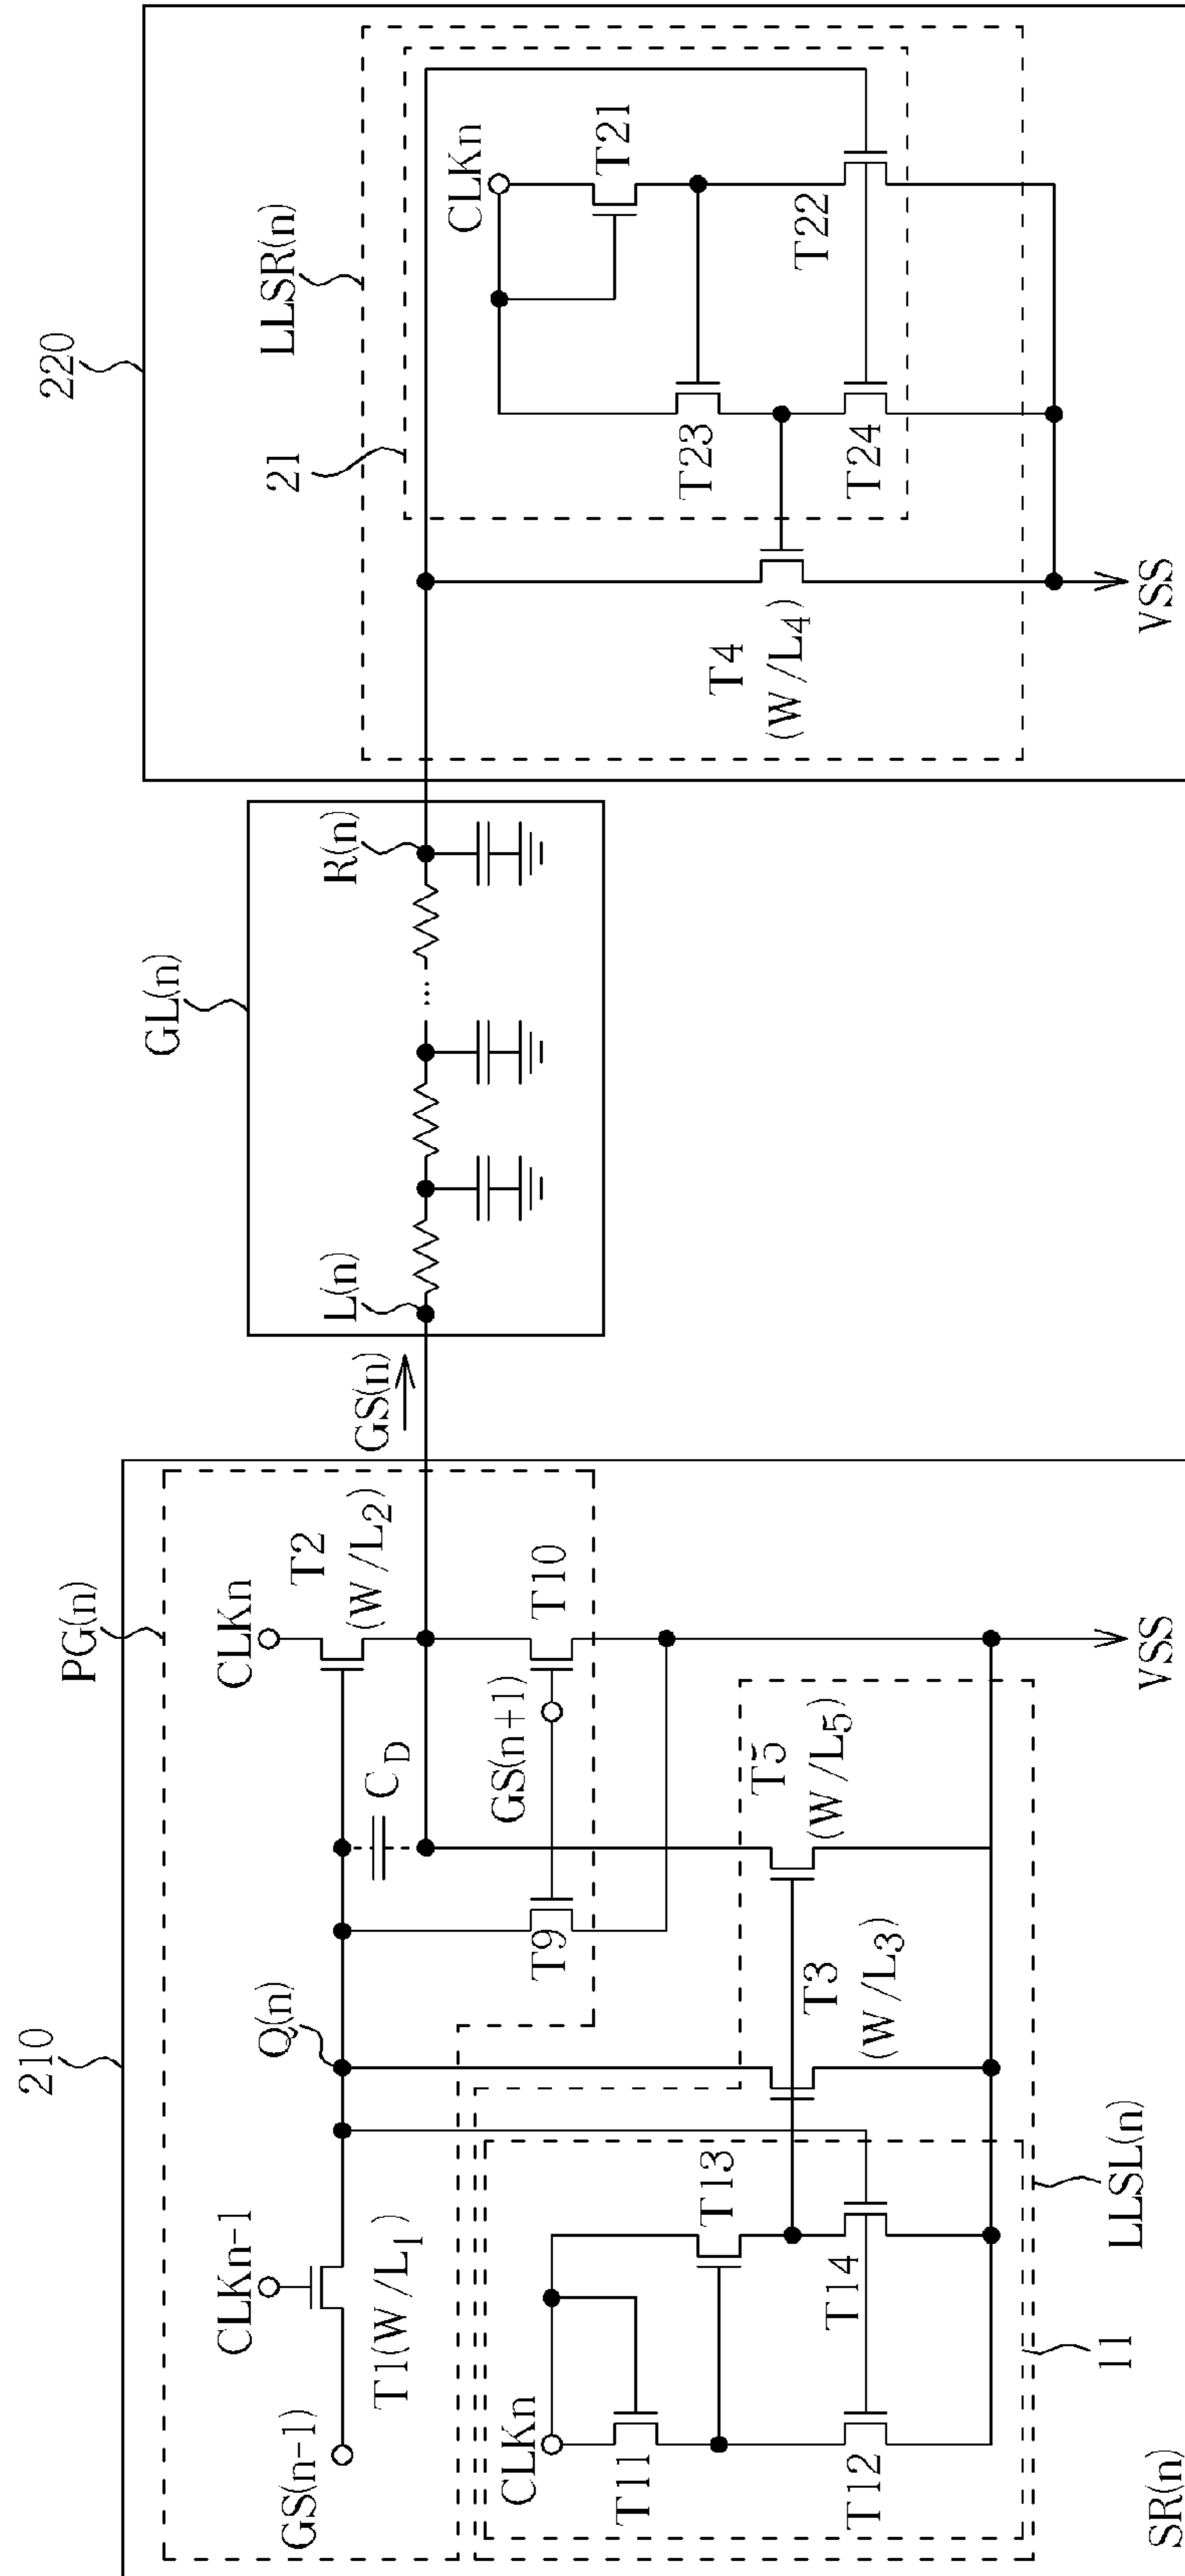 210
PG(n)
GL(n)
220
GS(n-1)
CLKn-1
T1(W/L1)
Q(n)
CLKn
T2
(W/L2)
CD
T9
GS(n+1)
T10
GS(n)
L(n)
R(n)
LLSR(n)
21
CLKn
T21
T23
T22
T24
T4
(W/L4)
VSS
CLKn
T11
T13
T12
T14
T3
(W/L3)
T5
(W/L5)
VSS
11
LLSL(n)
SR(n)